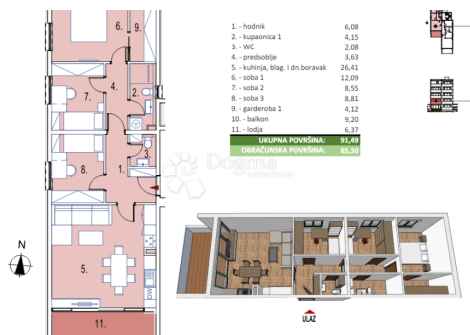 1. - hodnik 6,08
2. - kupaonica 1 4,15
3. - WC 2,08
4. - predsoblje 3,63
5. - kuhinja, blag. I dn.boravak 26,41
6. - soba 1 12,09
7. - soba 2 8,55
8. - soba 3 8,81
9. - garderoba 1 4,12
10. - balkon 9,20
11. - lođa 6,37
UKUPNA POVRŠINA: 91,49
OBRAČUNSKA POVRŠINA: 85,30
6.
9.
4.
7.
2.
1.
3.
8.
5.
DW
11.
N
Dogma
ULAZ